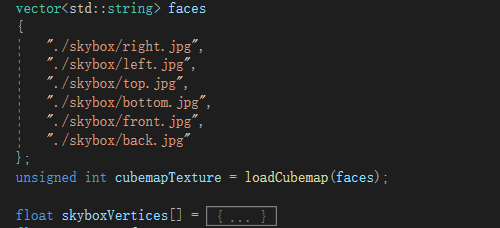 vector<std::string> faces
{
"./skybox/right.jpg",
"./skybox/left.jpg",
"./skybox/top.jpg",
"./skybox/bottom.jpg",
"./skybox/front.jpg",
"./skybox/back.jpg"
};
unsigned int cubemapTexture = loadCubemap(faces);
float skyboxVertices[] = { ... }